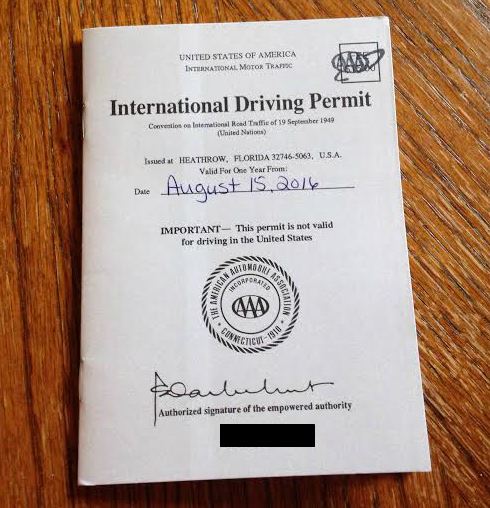 UNITED STATES OF AMERICA
INTERNATIONAL MOTOR TRAFFIC
AAA
International Driving Permit
Convention on International Road Traffic of 19 September 1949
(United Nations)
Issued at HEATHROW, FLORIDA 32746-5063, U.S.A.
Valid For One Year From:
Date August 15, 2016
IMPORTANT— This permit is not valid
for driving in the United States
THE AMERICAN AUTOMOBILE ASSOCIATION
INCORPORATED
AAA
CONNECTICUT-1910
Authorized signature of the empowered authority